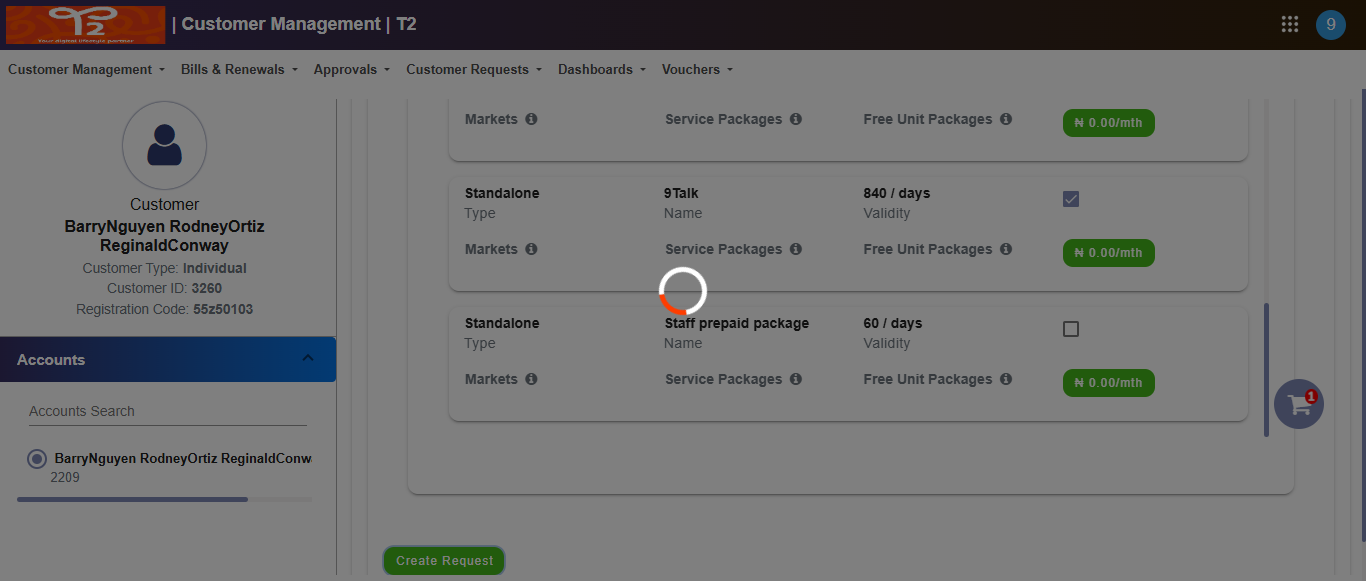 T2
Your digital lifestyle partner
| Customer Management | T2
9
Customer Management
Bills & Renewals
Approvals
Customer Requests
Dashboards
Vouchers
Customer
BarryNguyen RodneyOrtiz
ReginaldConway
Customer Type: Individual
Customer ID: 3260
Registration Code: 55z50103
Accounts
Accounts Search
BarryNguyen RodneyOrtiz ReginaldConw
2209
Markets
Service Packages
Free Unit Packages
₦ 0.00/mth
Standalone
9Talk
840 / days
Type
Name
Validity
Markets
Service Packages
Free Unit Packages
₦ 0.00/mth
Standalone
Staff prepaid package
60 / days
Type
Name
Validity
Markets
Service Packages
Free Unit Packages
₦ 0.00/mth
1
Create Request